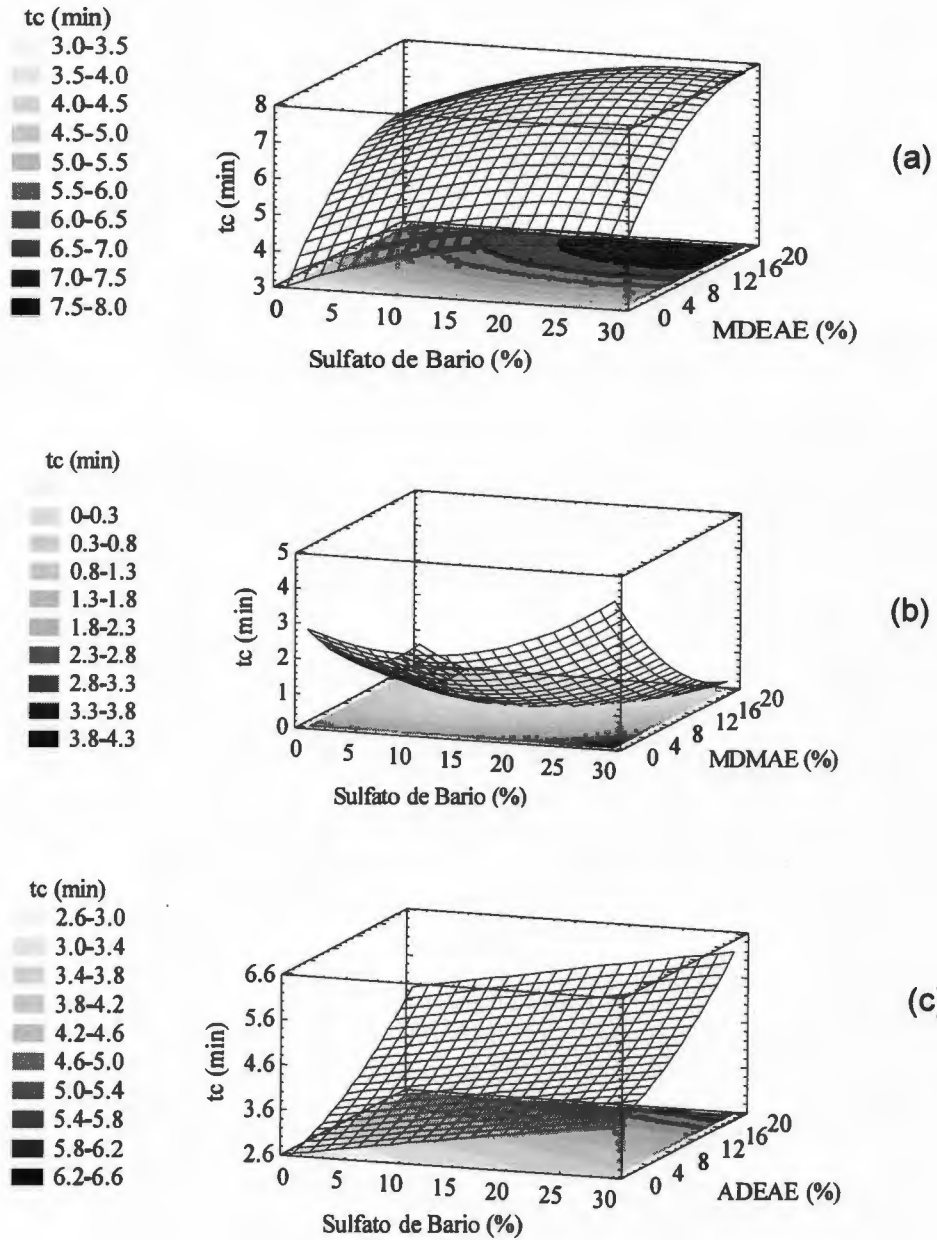 tc (min)
3.0-3.5
3.5-4.0
4.0-4.5
4.5-5.0
5.0-5.5
5.5-6.0
6.0-6.5
6.5-7.0
7.0-7.5
7.5-8.0
8
7
6
5
4
3
tc (min)
0 5 10 15 20 25 30
Sulfato de Bario (%)
0 4 8 12 16 20
MDEAE (%)
(a)
tc (min)
0-0.3
0.3-0.8
0.8-1.3
1.3-1.8
1.8-2.3
2.3-2.8
2.8-3.3
3.3-3.8
3.8-4.3
5
4
3
2
1
0
tc (min)
0 5 10 15 20 25 30
Sulfato de Bario (%)
0 4 8 12 16 20
MDMAE (%)
(b)
tc (min)
2.6-3.0
3.0-3.4
3.4-3.8
3.8-4.2
4.2-4.6
4.6-5.0
5.0-5.4
5.4-5.8
5.8-6.2
6.2-6.6
6.6
5.6
4.6
3.6
2.6
tc (min)
0 5 10 15 20 25 30
Sulfato de Bario (%)
0 4 8 12 16 20
ADEAE (%)
(c)